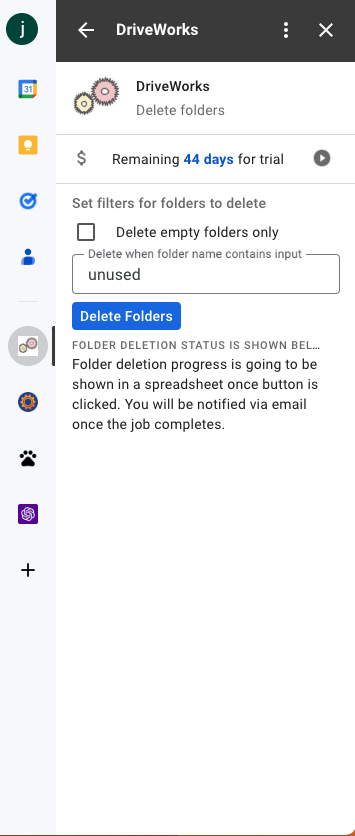 j
DriveWorks
31
DriveWorks
Delete folders
$ Remaining 44 days for trial
Set filters for folders to delete
Delete empty folders only
Delete when folder name contains input
unused
Delete Folders
FOLDER DELETION STATUS IS SHOWN BEL...
Folder deletion progress is going to be
shown in a spreadsheet once button is
clicked. You will be notified via email
once the job completes.